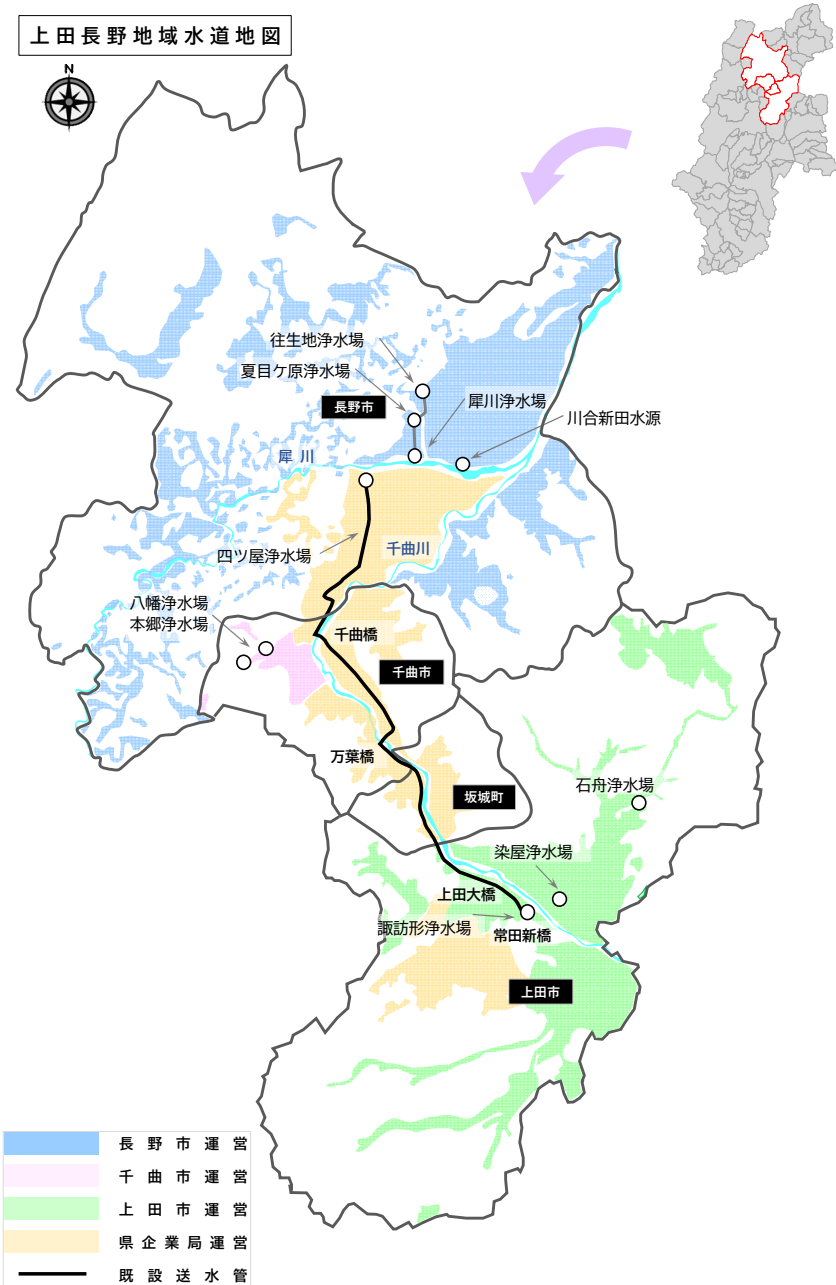 上田長野地域水道地図
N
往生地浄水場
夏目ケ原浄水場
長野市
犀川浄水場
川合新田水源
犀川
四ツ屋浄水場
千曲川
八幡浄水場
本郷浄水場
千曲橋
千曲市
万葉橋
坂城町
石舟浄水場
染屋浄水場
上田大橋
諏訪形浄水場
常田新橋
上田市
長野市運営
千曲市運営
上田市運営
県企業局運営
既設送水管